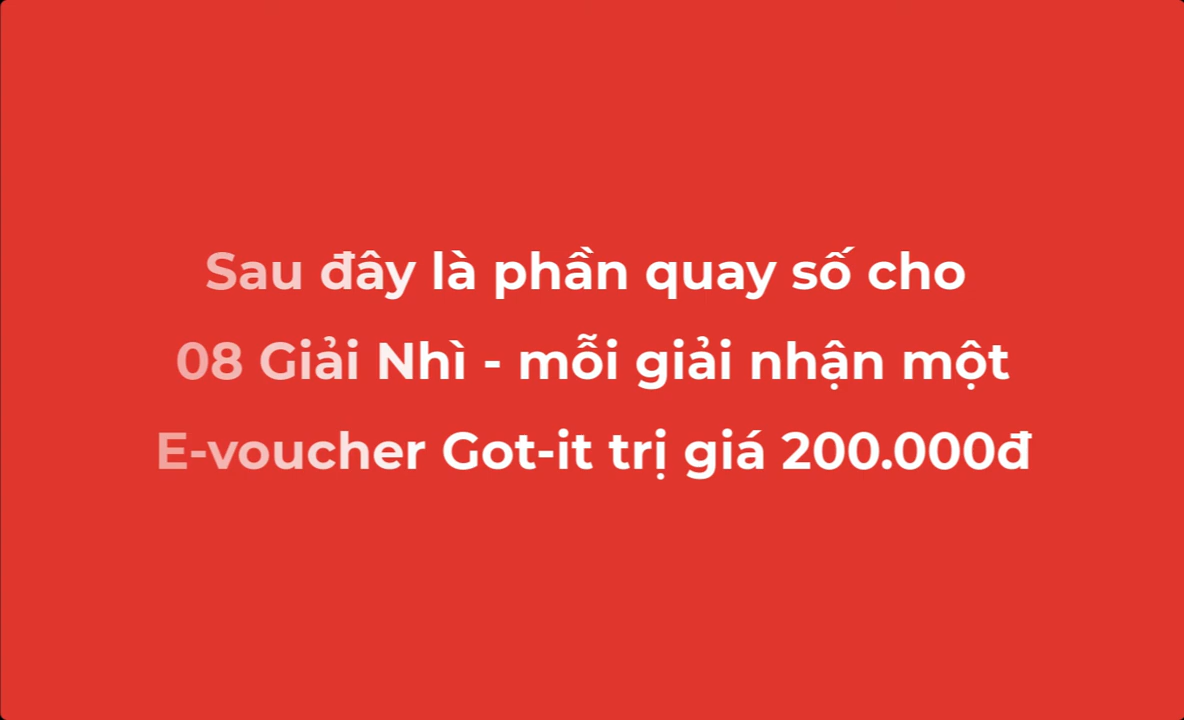 Sau đây là phần quay số cho
08 Giải Nhì - mỗi giải nhận một
E-voucher Got-it trị giá 200.000đ